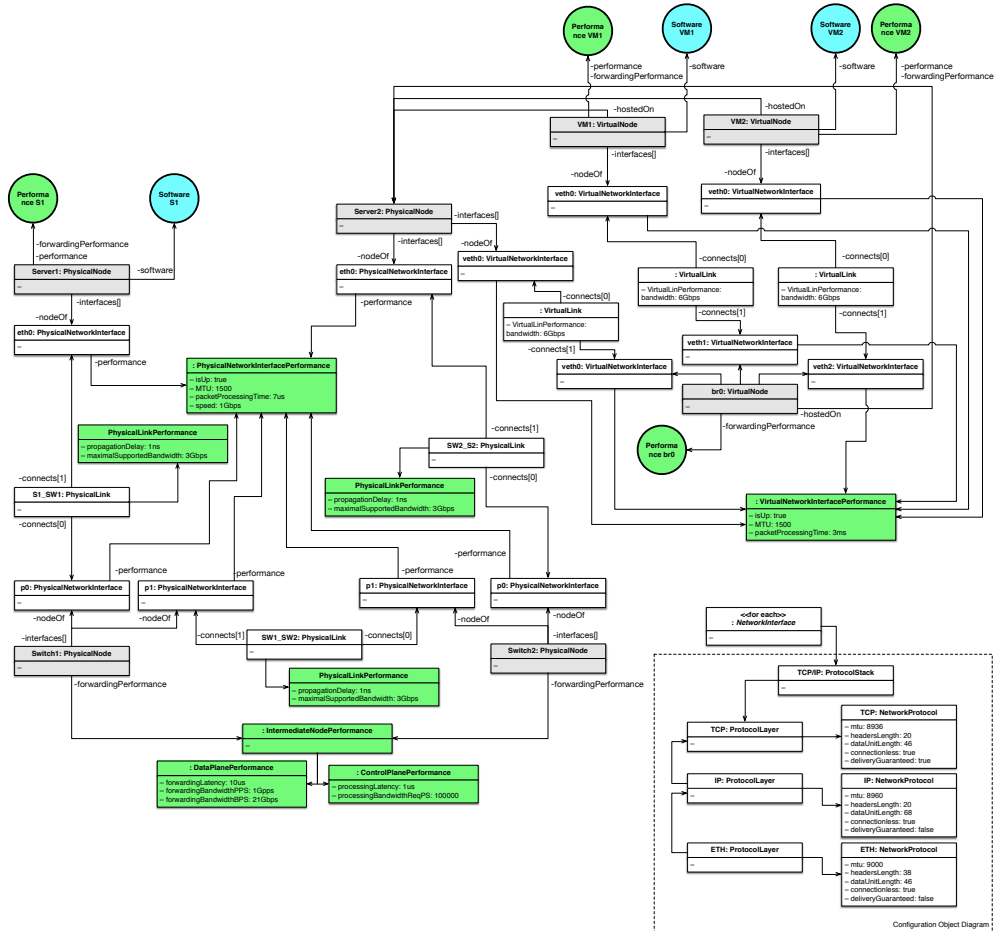 Performa
nce VM1
Software
VM1
Software
VM2
Performa
nce VM2
-performance
-forwardingPerformance
-software
-software
-performance
-forwardingPerformance
-hostedOn
-hostedOn
VM1: VirtualNode
–
VM2: VirtualNode
–
-interfaces[]
-nodeOf
-interfaces[]
-nodeOf
Performa
nce S1
Software
S1
veth0: VirtualNetworkInterface
–
veth0: VirtualNetworkInterface
–
Server2: PhysicalNode
–
-interfaces[]
-interfaces[]
-nodeOf
-nodeOf
-forwardingPerformance
-performance
-software
Server1: PhysicalNode
–
eth0: PhysicalNetworkInterface
–
veth0: VirtualNetworkInterface
–
-connects[0]
-connects[0]
: VirtualLink
– VirtualLinPerformance:
bandwidth: 6Gbps
: VirtualLink
– VirtualLinPerformance:
bandwidth: 6Gbps
-interfaces[]
-nodeOf
-performance
-connects[0]
: VirtualLink
– VirtualLinPerformance:
bandwidth: 6Gbps
-connects[1]
-connects[1]
-connects[1]
eth0: PhysicalNetworkInterface
–
-performance
veth1: VirtualNetworkInterface
–
veth0: VirtualNetworkInterface
–
veth2: VirtualNetworkInterface
–
: PhysicalNetworkInterfacePerformance
– isUp: true
– MTU: 1500
– packetProcessingTime: 7us
– speed: 1Gbps
br0: VirtualNode
–
-hostedOn
-forwardingPerformance
Performa
nce br0
PhysicalLinkPerformance
– propagationDelay: 1ns
– maximalSupportedBandwidth: 3Gbps
-connects[1]
SW2_S2: PhysicalLink
–
-connects[0]
-connects[1]
S1_SW1: PhysicalLink
–
-connects[0]
PhysicalLinkPerformance
– propagationDelay: 1ns
– maximalSupportedBandwidth: 3Gbps
: VirtualNetworkInterfacePerformance
– isUp: true
– MTU: 1500
– packetProcessingTime: 3ms
-performance
-performance
-performance
-performance
p0: PhysicalNetworkInterface
–
p1: PhysicalNetworkInterface
–
p1: PhysicalNetworkInterface
–
p0: PhysicalNetworkInterface
–
-nodeOf
-nodeOf
-nodeOf
-nodeOf
-interfaces[]
-connects[1]
SW1_SW2: PhysicalLink
–
-connects[0]
-interfaces[]
Switch1: PhysicalNode
–
Switch2: PhysicalNode
–
-forwardingPerformance
PhysicalLinkPerformance
– propagationDelay: 1ns
– maximalSupportedBandwidth: 3Gbps
-forwardingPerformance
: IntermediateNodePerformance
–
: DataPlanePerformance
– forwardingLatency: 10us
– forwardingBandwidthPPS: 1Gpps
– forwardingBandwidthBPS: 21Gbps
: ControlPlanePerformance
– processingLatency: 1us
– processingBandwidthReqPS: 100000
<<for each>>
: NetworkInterface
–
TCP/IP: ProtocolStack
–
TCP: ProtocolLayer
–
TCP: NetworkProtocol
– mtu: 8936
– headersLength: 20
– dataUnitLength: 46
– connectionless: true
– deliveryGuaranteed: true
IP: ProtocolLayer
–
IP: NetworkProtocol
– mtu: 8960
– headersLength: 20
– dataUnitLength: 68
– connectionless: true
– deliveryGuaranteed: false
ETH: ProtocolLayer
–
ETH: NetworkProtocol
– mtu: 9000
– headersLength: 38
– dataUnitLength: 46
– connectionless: true
– deliveryGuaranteed: false
Configuration Object Diagram